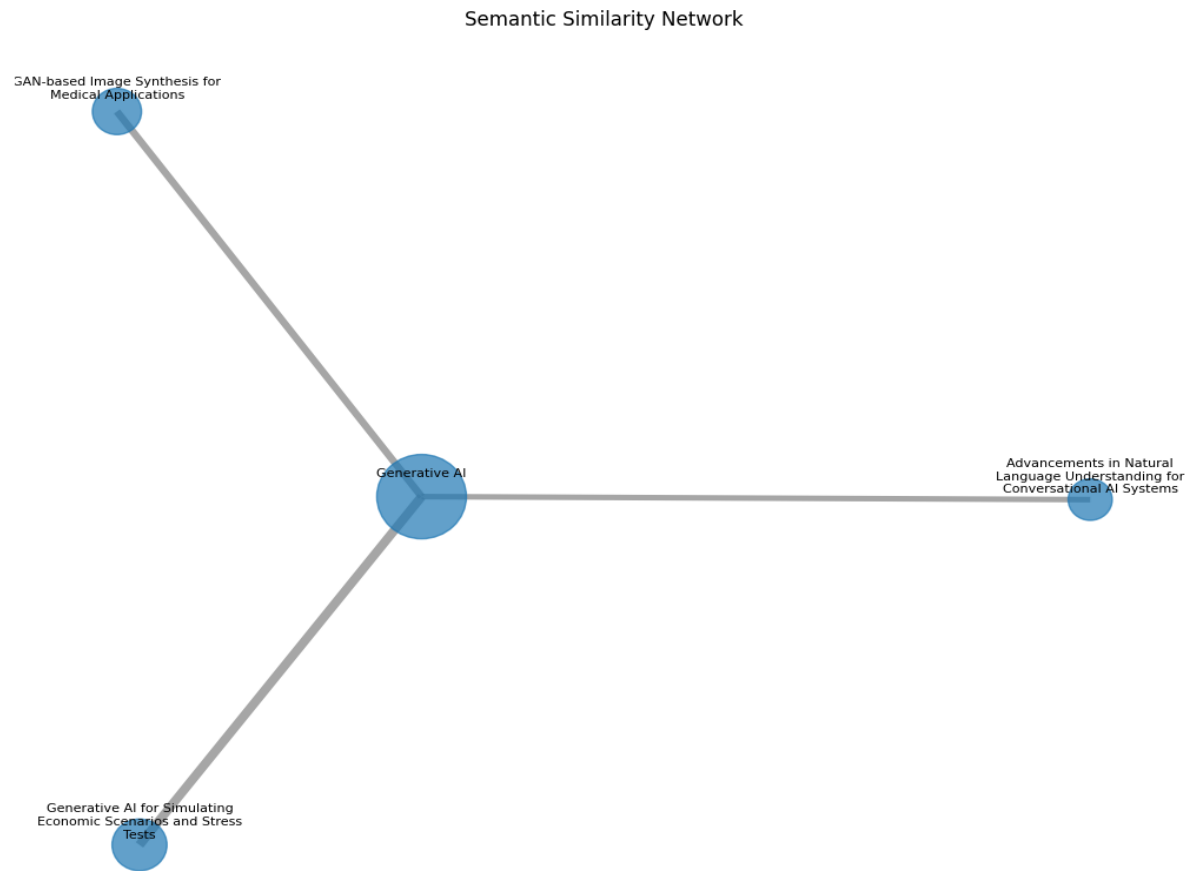 Semantic Similarity Network
GAN-based Image Synthesis for
Medical Applications
Generative AI
Advancements in Natural
Language Understanding for
Conversational AI Systems
Generative AI for Simulating
Economic Scenarios and Stress
Tests